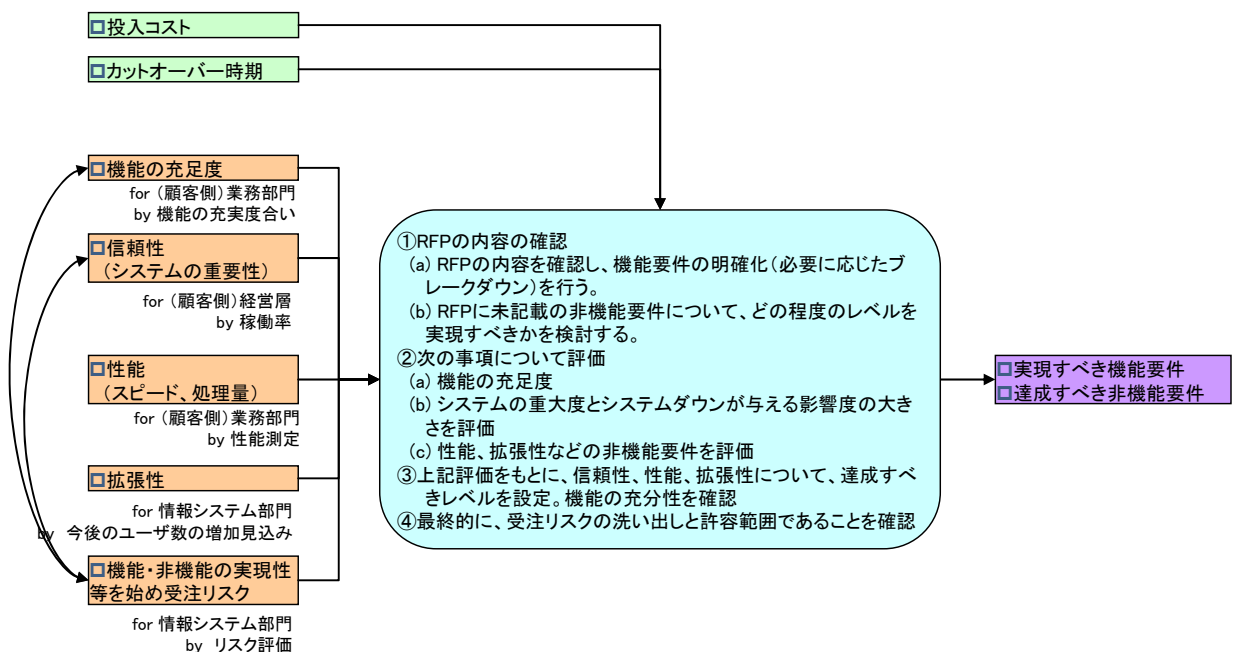 □投入コスト
□カットオーバー時期
□機能の充足度
for (顧客側)業務部門
by 機能の充実度合い
□信頼性
(システムの重要性)
for (顧客側)経営層
by 稼働率
□性能
(スピード、処理量)
for (顧客側)業務部門
by 性能測定
□拡張性
for 情報システム部門
by 今後のユーザ数の増加見込み
□機能・非機能の実現性
等を始め受注リスク
for 情報システム部門
by リスク評価
①RFPの内容の確認
(a) RFPの内容を確認し、機能要件の明確化(必要に応じたブ
レークダウン)を行う。
(b) RFPに未記載の非機能要件について、どの程度のレベルを
実現すべきかを検討する。
②次の事項について評価
(a) 機能の充足度
(b) システムの重大度とシステムダウンが与える影響度の大き
さを評価
(c) 性能、拡張性などの非機能要件を評価
③上記評価をもとに、信頼性、性能、拡張性について、達成すべ
きレベルを設定。機能の充分性を確認
④最終的に、受注リスクの洗い出しと許容範囲であることを確認
□実現すべき機能要件
□達成すべき非機能要件